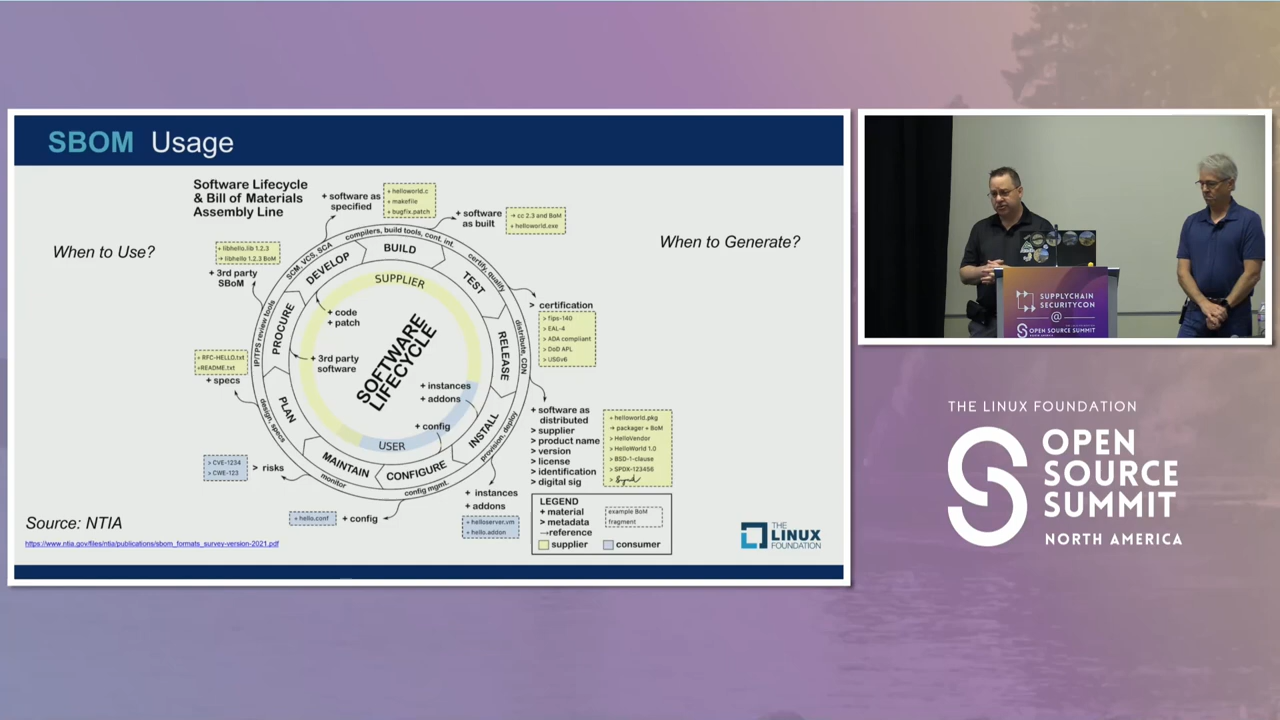 SBOM Usage
Software Lifecycle
& Bill of Materials
Assembly Line
When to Use?
When to Generate?
+ software as
specified
+ helloworld.c
+ makefile
+ bugfix.patch
+ software
as built
→ cc 2.3 and BoM
+ helloworld.exe
+ libhello.lib 1.2.3
→ libhello 1.2.3 BoM
+ 3rd party
SBoM
SCM, VCS, SCA
compilers, build tools, cont. int.
certify, qualify
distribute, CDN
provision, deploy
config mgmt.
monitor
design, specs
IP/TPS review tools
DEVELOP
BUILD
TEST
RELEASE
INSTALL
CONFIGURE
MAINTAIN
PLAN
PROCURE
SUPPLIER
+ code
+ patch
+ 3rd party
software
SOFTWARE
LIFECYCLE
+ instances
+ addons
+ config
USER
> certification
> fips-140
> EAL-4
> ADA compliant
> DoD APL
> USGv6
+ RFC-HELLO.txt
+README.txt
+ specs
+ software as
distributed
> supplier
> product name
> version
> license
> identification
> digital sig
+ helloworld.pkg
→ packager + BoM
> HelloVendor
> HelloWorld 1.0
> BSD-1-clause
> SPDX-123456
>
> CVE-1234
> CWE-123
> risks
+ hello.conf
+ config
+ instances
+ addons
+ helloserver.vm
+ hello.addon
LEGEND
+ material
> metadata
→reference
example BoM
fragment
supplier
consumer
Source: NTIA
https://www.ntia.gov/files/ntia/publications/sbom_formats_survey-version-2021.pdf
THE
LINUX
FOUNDATION
SUPPLYCHAIN
SECURITYCON
@
OPEN SOURCE SUMMIT
NORTH AMERICA
THE LINUX FOUNDATION
OPEN
SOURCE
SUMMIT
NORTH AMERICA